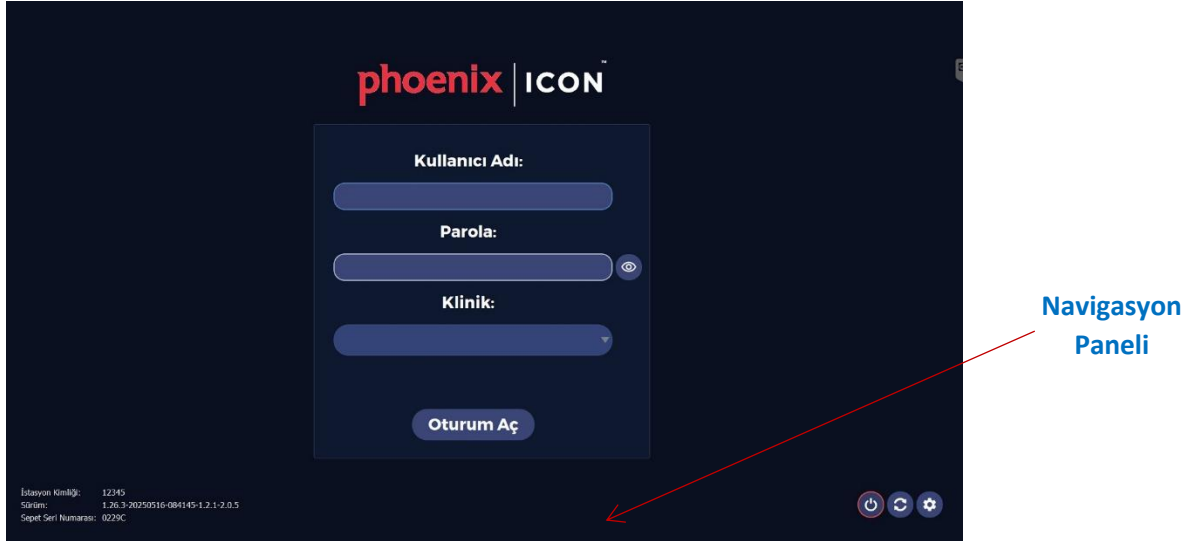 phoenix | ICON™
Kullanıcı Adı:
Parola:
Klinik:
Oturum Aç
Navigasyon
Paneli
İstasyon Kimliği: 12345
Sürüm: 1.26.3-20250516-084145-1.2.1-2.0.5
Sepet Seri Numarası: 0229C